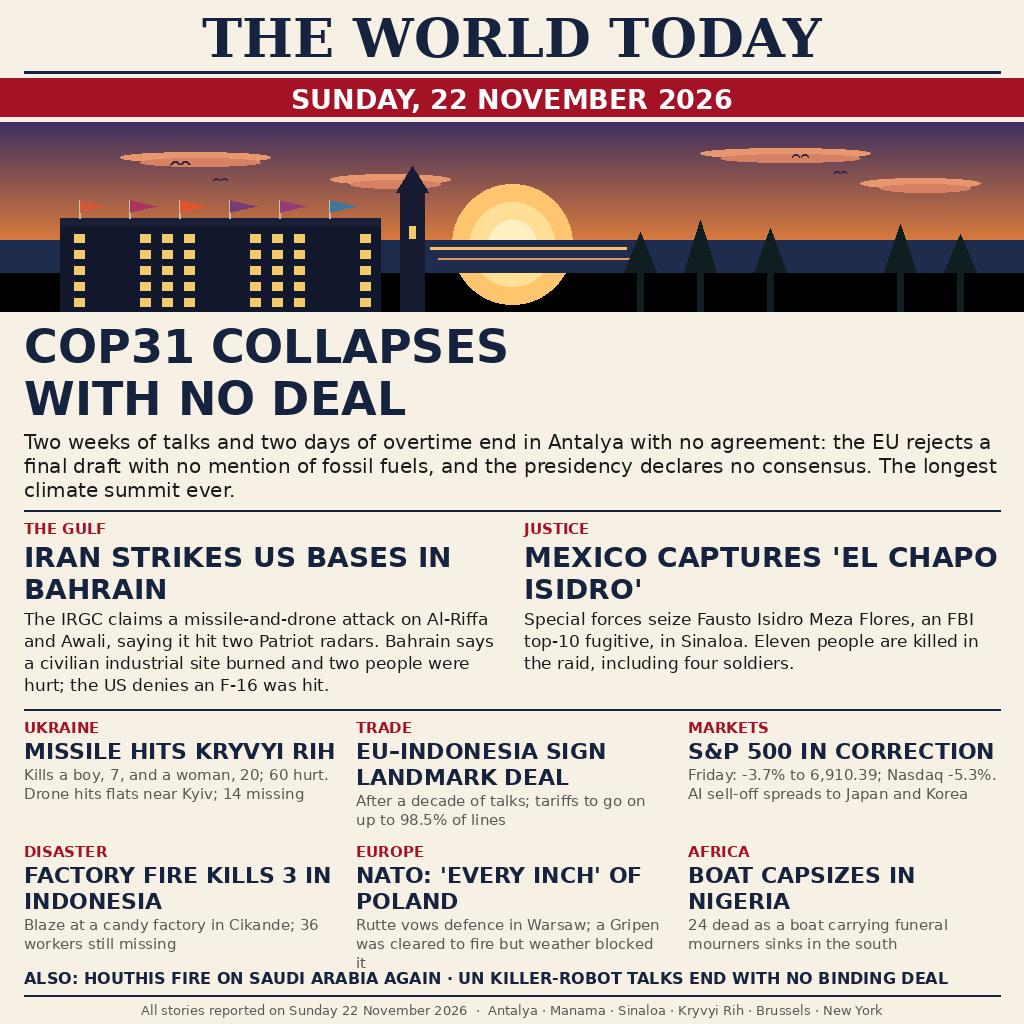 THE WORLD TODAY
SUNDAY, 22 NOVEMBER 2026
COP31 COLLAPSES
WITH NO DEAL
Two weeks of talks and two days of overtime end in Antalya with no agreement: the EU rejects a
final draft with no mention of fossil fuels, and the presidency declares no consensus. The longest
climate summit ever.
THE GULF
IRAN STRIKES US BASES IN
BAHRAIN
The IRGC claims a missile-and-drone attack on Al-Riffa
and Awali, saying it hit two Patriot radars. Bahrain says
a civilian industrial site burned and two people were
hurt; the US denies an F-16 was hit.
JUSTICE
MEXICO CAPTURES 'EL CHAPO
ISIDRO'
Special forces seize Fausto Isidro Meza Flores, an FBI
top-10 fugitive, in Sinaloa. Eleven people are killed in
the raid, including four soldiers.
UKRAINE
MISSILE HITS KRYVYI RIH
Kills a boy, 7, and a woman, 20; 60 hurt.
Drone hits flats near Kyiv; 14 missing
TRADE
EU–INDONESIA SIGN
LANDMARK DEAL
After a decade of talks; tariffs to go on
up to 98.5% of lines
MARKETS
S&P 500 IN CORRECTION
Friday: -3.7% to 6,910.39; Nasdaq -5.3%.
AI sell-off spreads to Japan and Korea
DISASTER
FACTORY FIRE KILLS 3 IN
INDONESIA
Blaze at a candy factory in Cikande; 36
workers still missing
EUROPE
NATO: 'EVERY INCH' OF
POLAND
Rutte vows defence in Warsaw; a Gripen
was cleared to fire but weather blocked
it
AFRICA
BOAT CAPSIZES IN
NIGERIA
24 dead as a boat carrying funeral
mourners sinks in the south
ALSO: HOUTHIS FIRE ON SAUDI ARABIA AGAIN · UN KILLER-ROBOT TALKS END WITH NO BINDING DEAL
All stories reported on Sunday 22 November 2026 · Antalya · Manama · Sinaloa · Kryvyi Rih · Brussels · New York